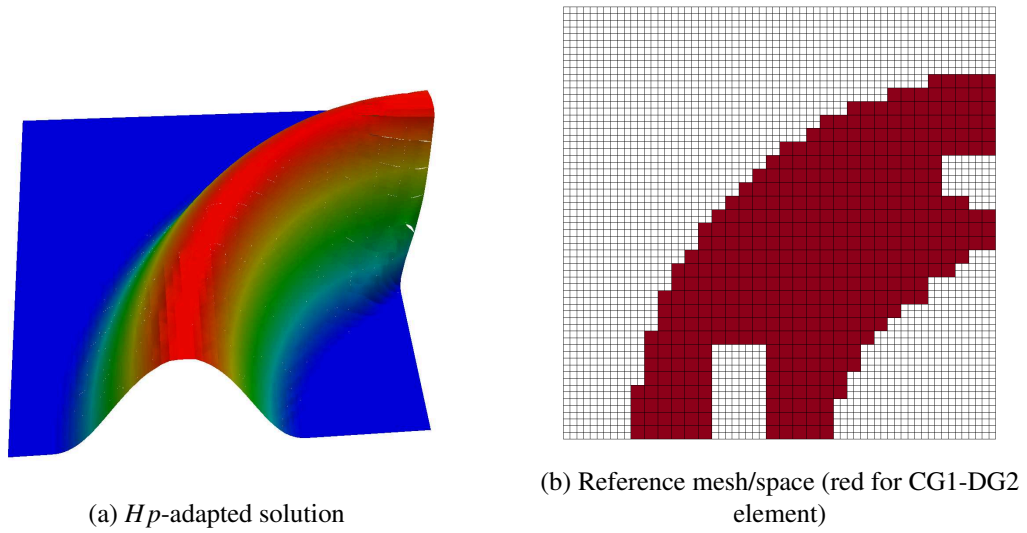 (a) Hp-adapted solution
(b) Reference mesh/space (red for CG1-DG2
element)